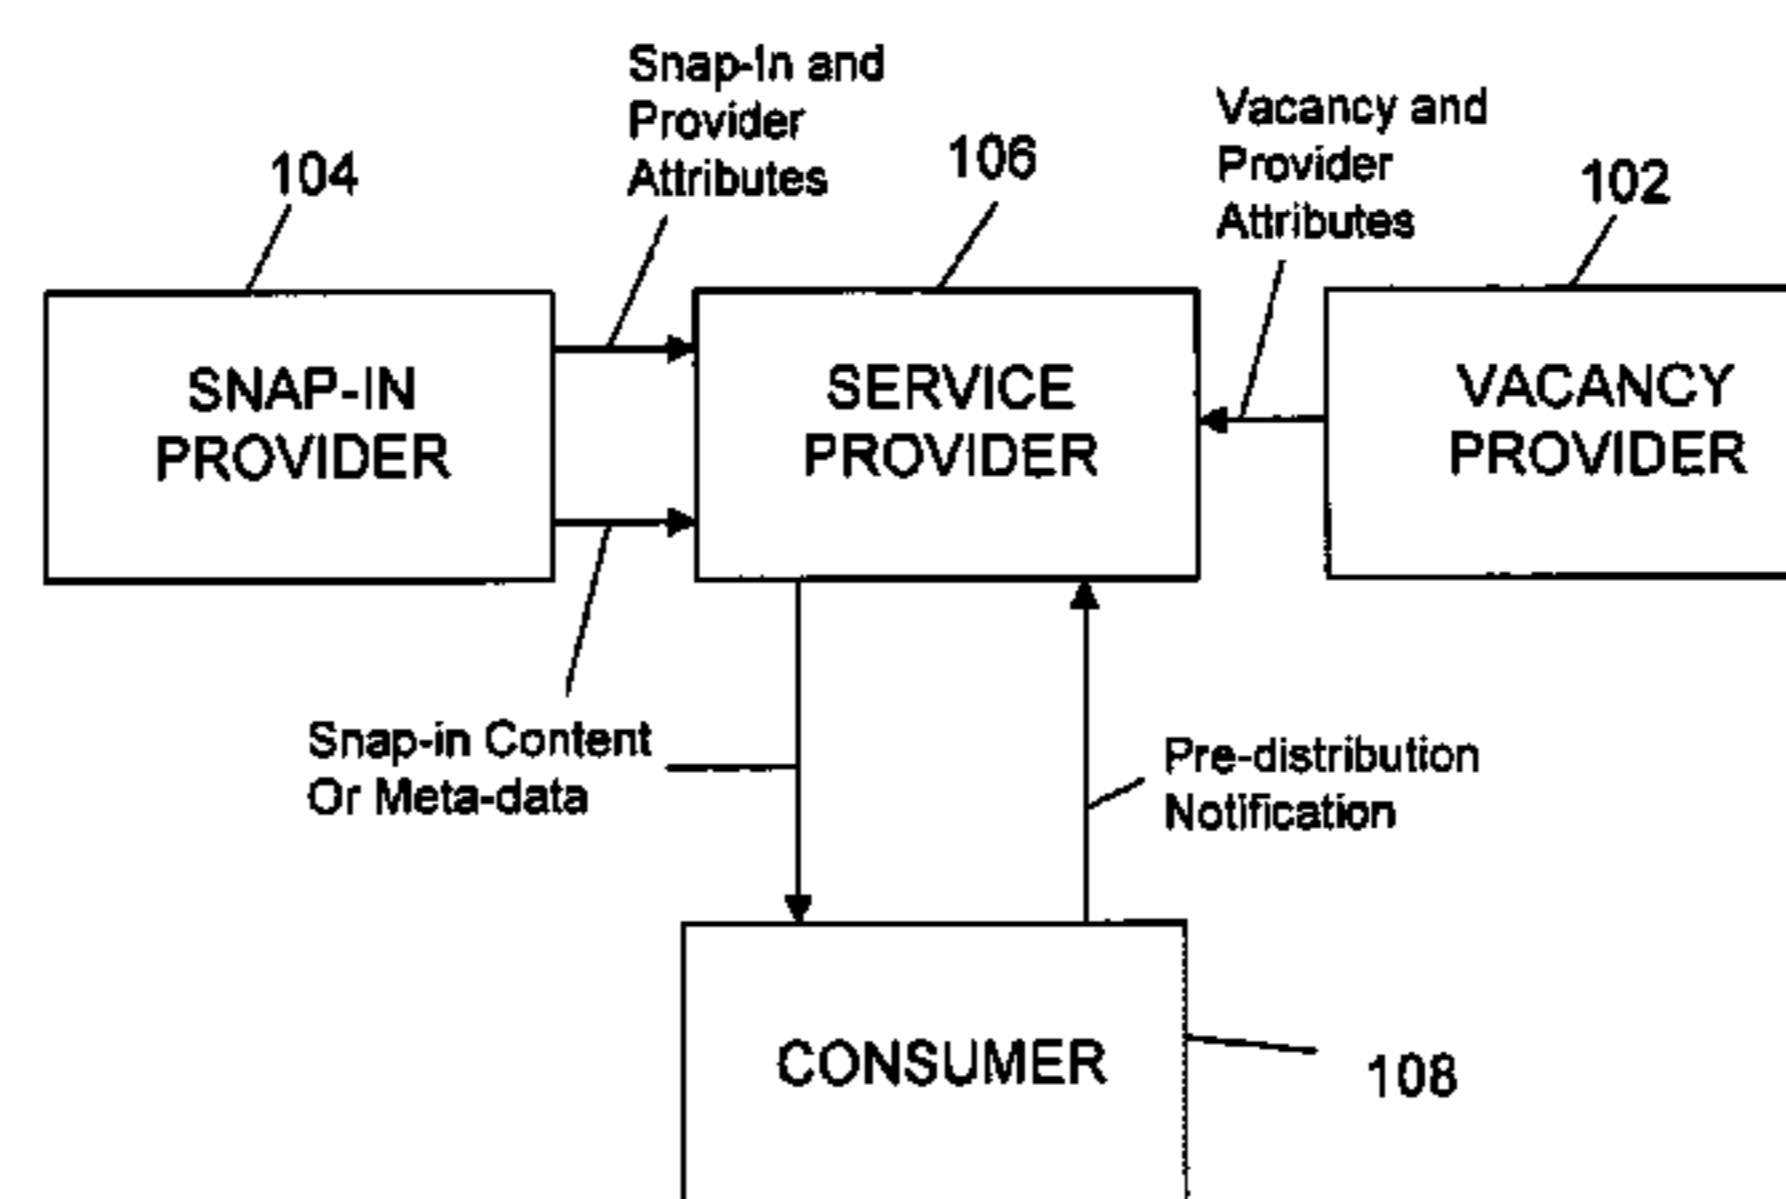 Snap-In and
Provider
Attributes
Vacancy and
Provider
Attributes
104
106
102
SNAP-IN
PROVIDER
SERVICE
PROVIDER
VACANCY
PROVIDER
Snap-in Content
Or Meta-data
Pre-distribution
Notification
CONSUMER
108